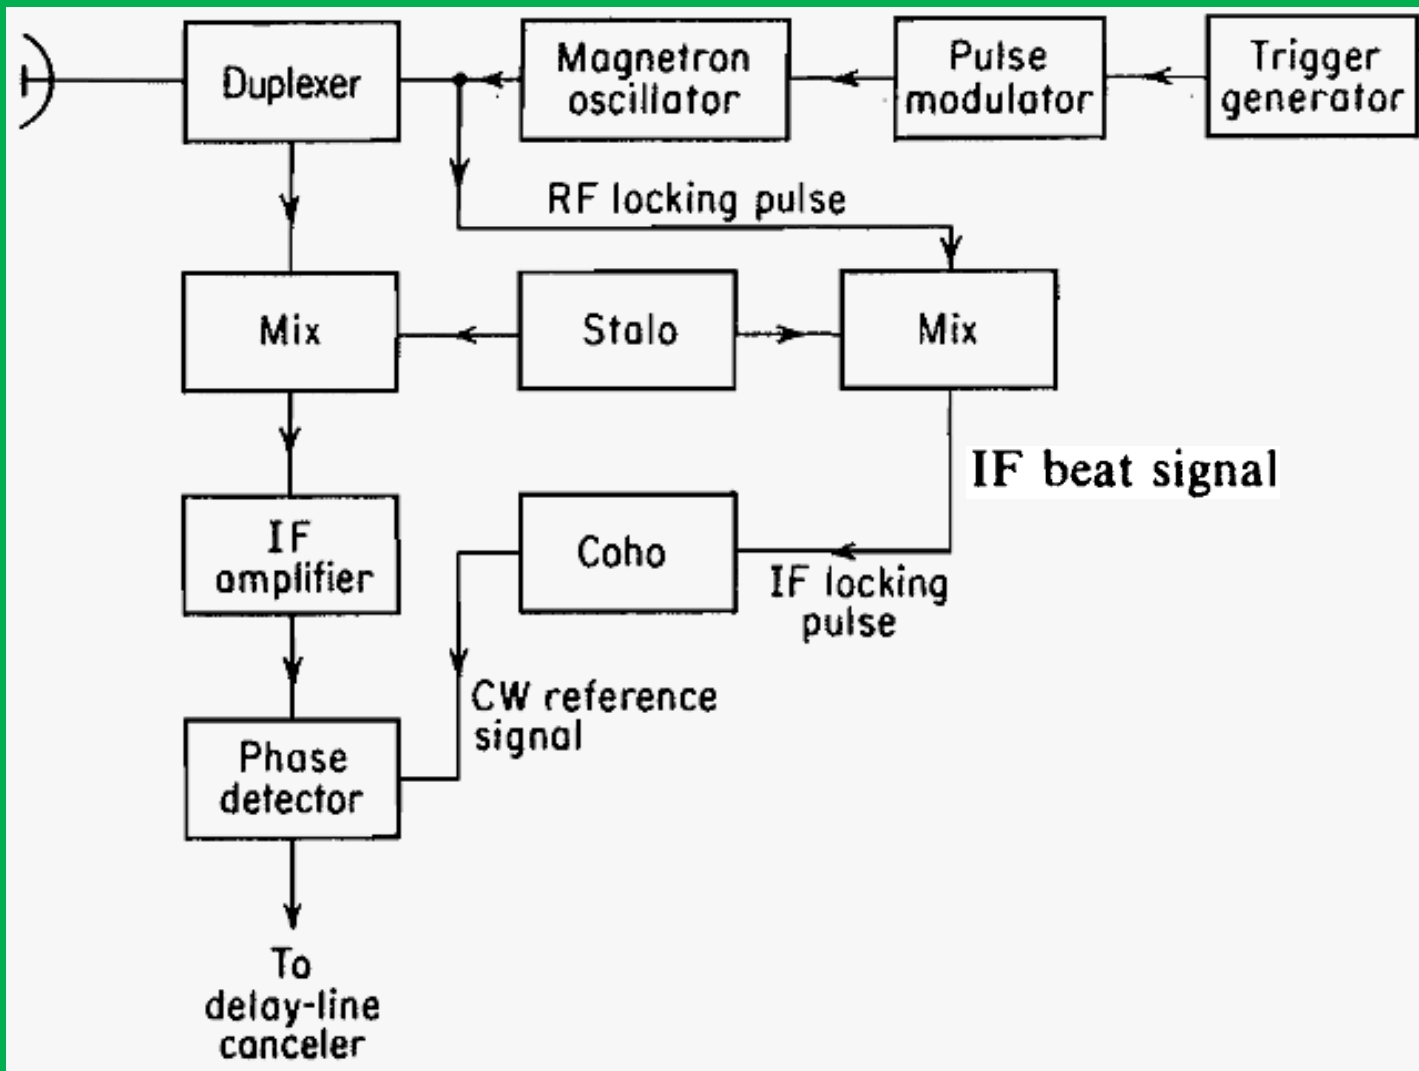 Duplexer
Magnetron
oscillator
Pulse
modulator
Trigger
generator
RF locking pulse
Mix
Stalo
Mix
IF beat signal
IF
amplifier
Coho
IF locking
pulse
CW reference
signal
Phase
detector
To
delay-line
canceler